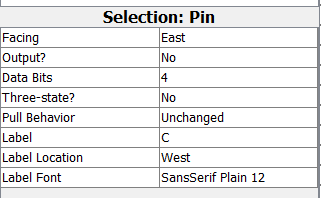 Selection: Pin
Facing East
Output? No
Data Bits 4
Three-state? No
Pull Behavior Unchanged
Label C
Label Location West
Label Font SansSerif Plain 12